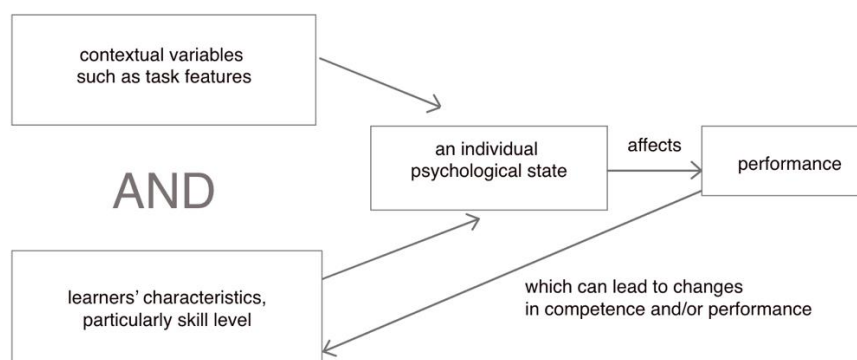 contextual variables
such as task features
AND
learners' characteristics,
particularly skill level
an individual
psychological state
affects
performance
which can lead to changes
in competence and/or performance